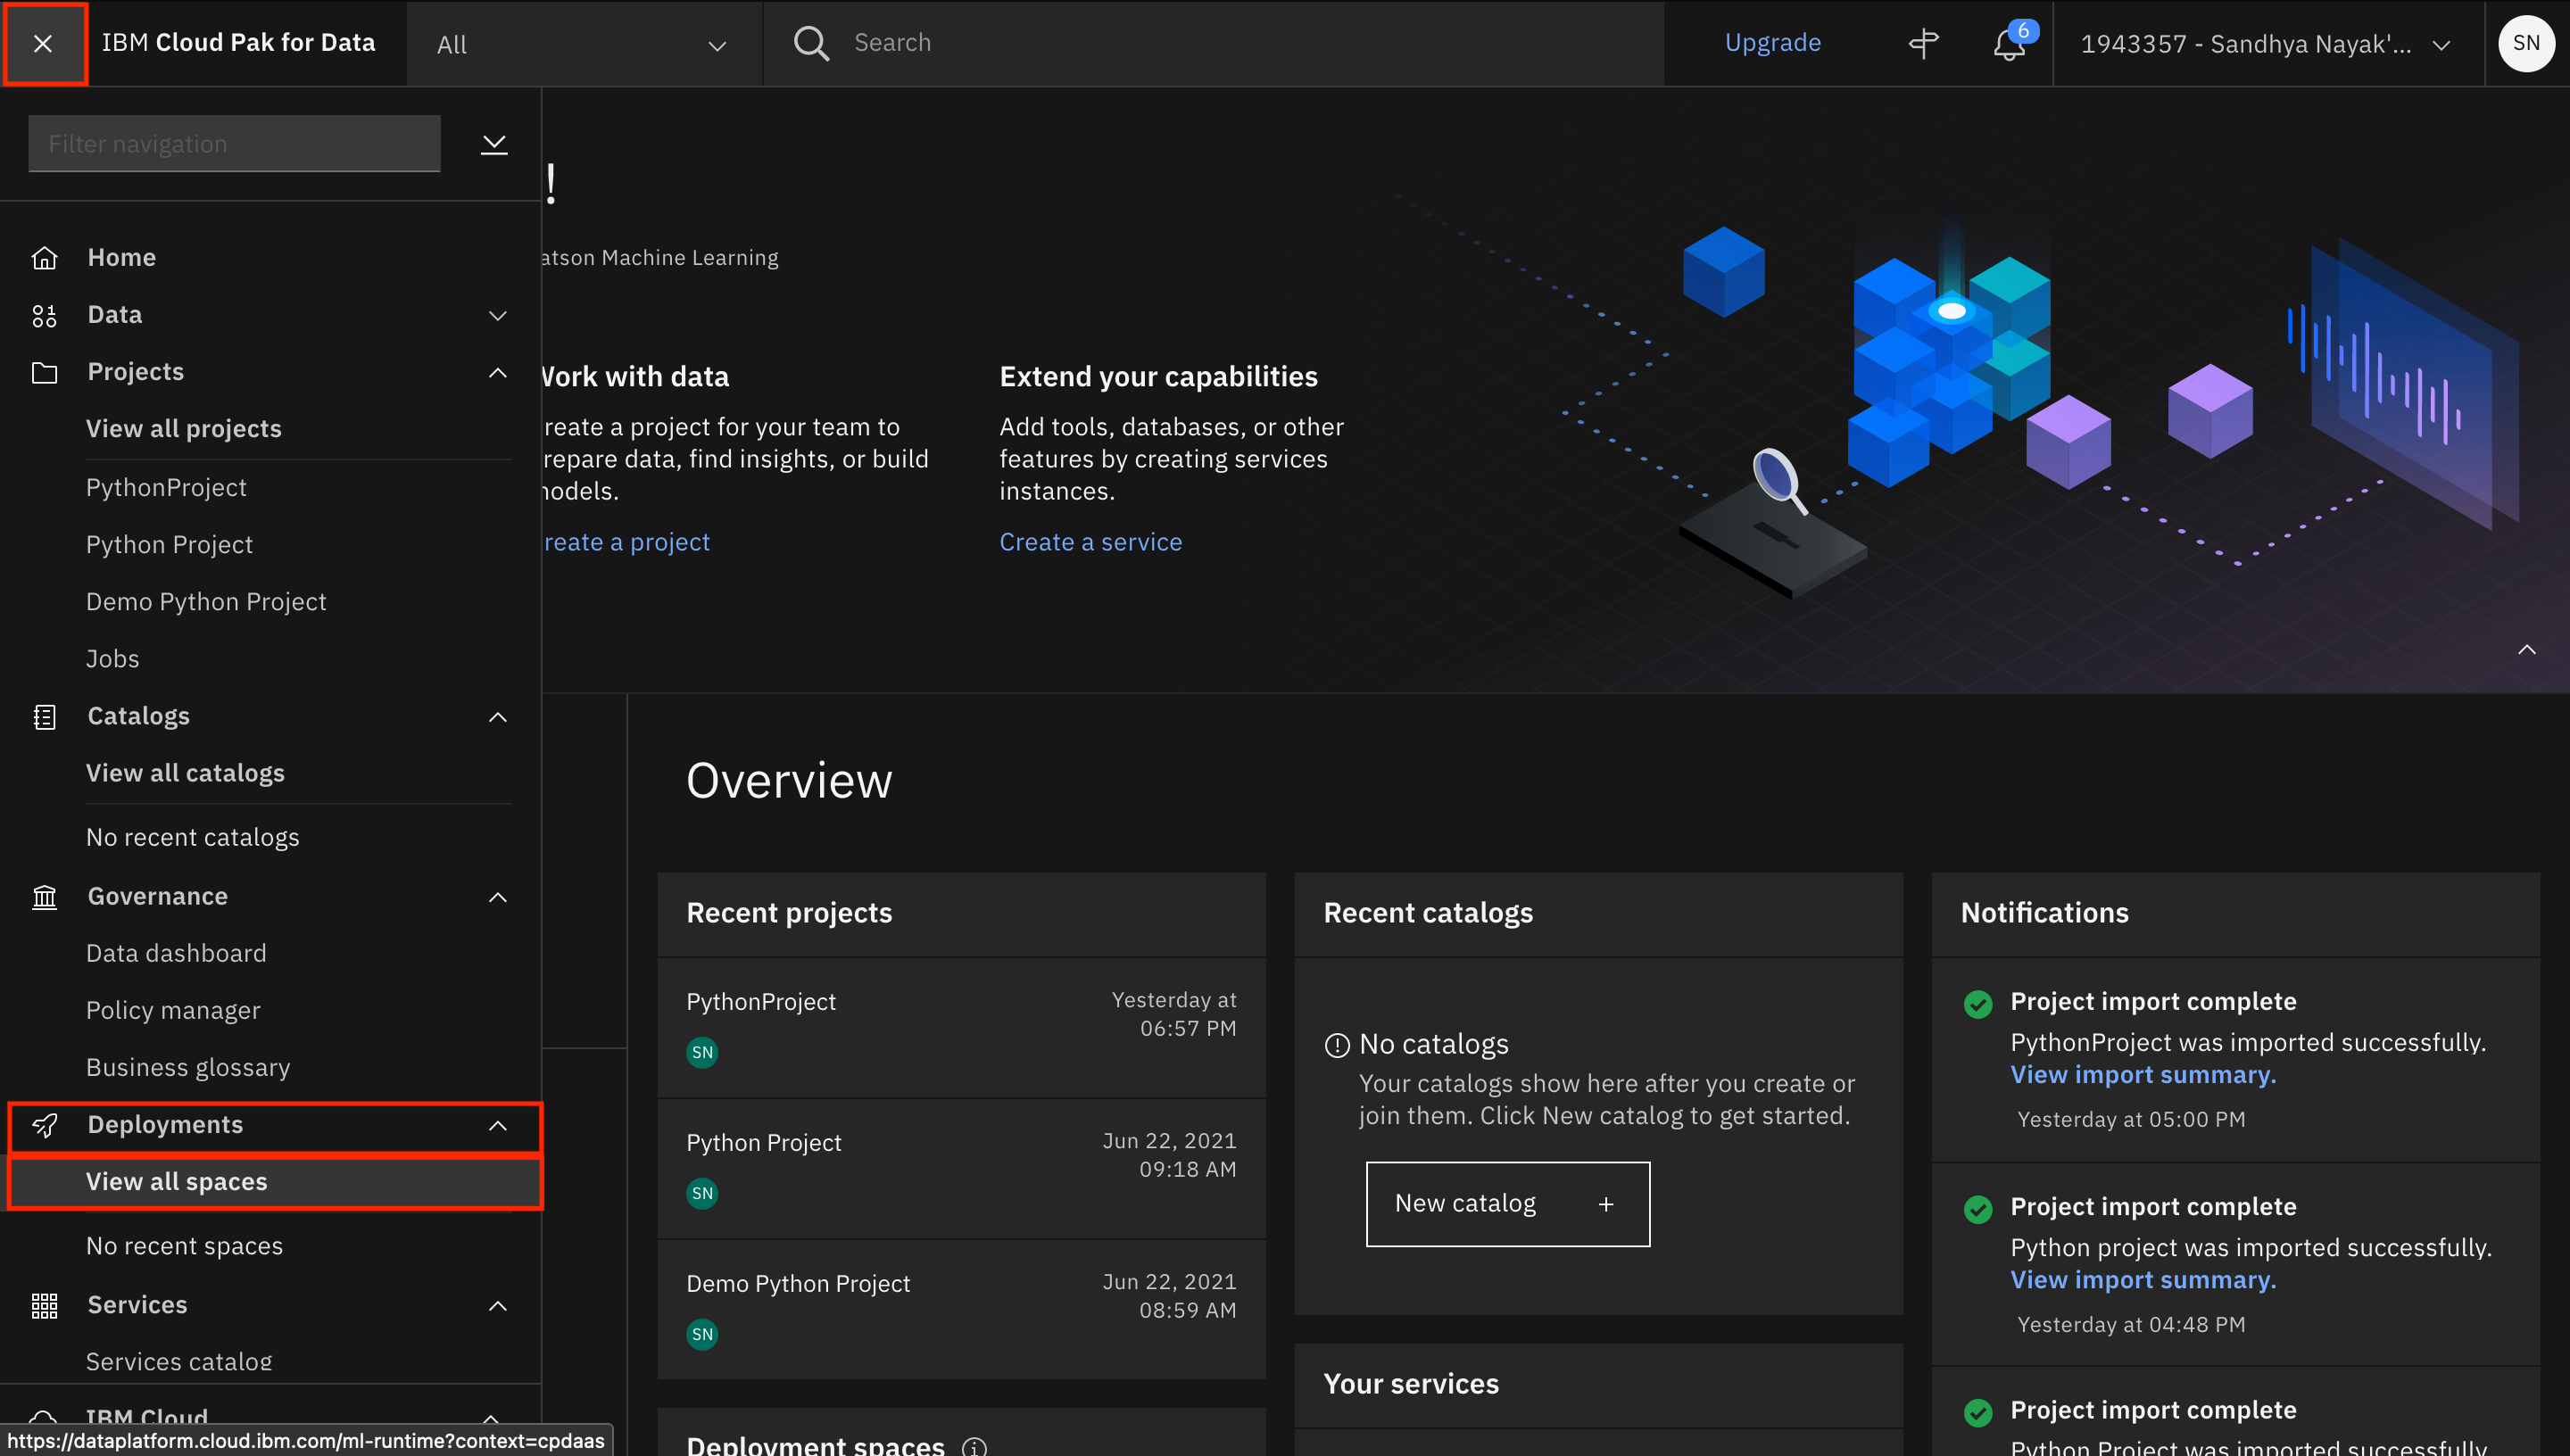 IBM Cloud Pak for Data
All
Search
Upgrade
6
1943357 - Sandhya Nayak'...
SN
Filter navigation
Home
Data
Projects
View all projects
PythonProject
Python Project
Demo Python Project
Jobs
Catalogs
View all catalogs
No recent catalogs
Governance
Data dashboard
Policy manager
Business glossary
Deployments
View all spaces
No recent spaces
Services
Services catalog
IBM Cloud
https://dataplatform.cloud.ibm.com/ml-runtime?context=cpdaas
!
atson Machine Learning
Work with data
reate a project for your team to
repare data, find insights, or build
nodels.
reate a project
Extend your capabilities
Add tools, databases, or other
features by creating services
instances.
Create a service
Overview
Recent projects
PythonProject
Yesterday at
06:57 PM
SN
Python Project
Jun 22, 2021
09:18 AM
SN
Demo Python Project
Jun 22, 2021
08:59 AM
SN
Deployment spaces
Recent catalogs
No catalogs
Your catalogs show here after you create or
join them. Click New catalog to get started.
New catalog +
Your services
Notifications
Project import complete
PythonProject was imported successfully.
View import summary.
Yesterday at 05:00 PM
Project import complete
Python project was imported successfully.
View import summary.
Yesterday at 04:48 PM
Project import complete
Python Project was imported successfully